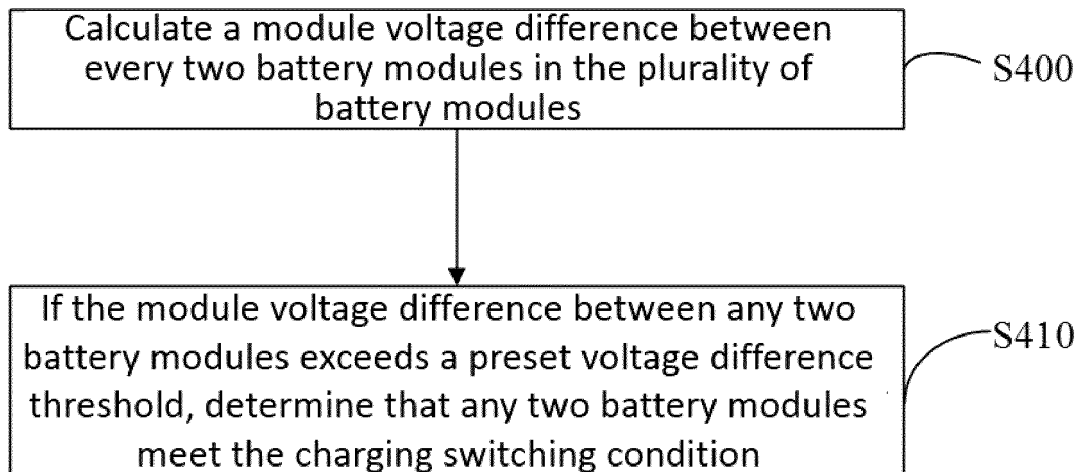 Calculate a module voltage difference between
every two battery modules in the plurality of
battery modules
S400
If the module voltage difference between any two
battery modules exceeds a preset voltage difference
threshold, determine that any two battery modules
meet the charging switching condition
S410